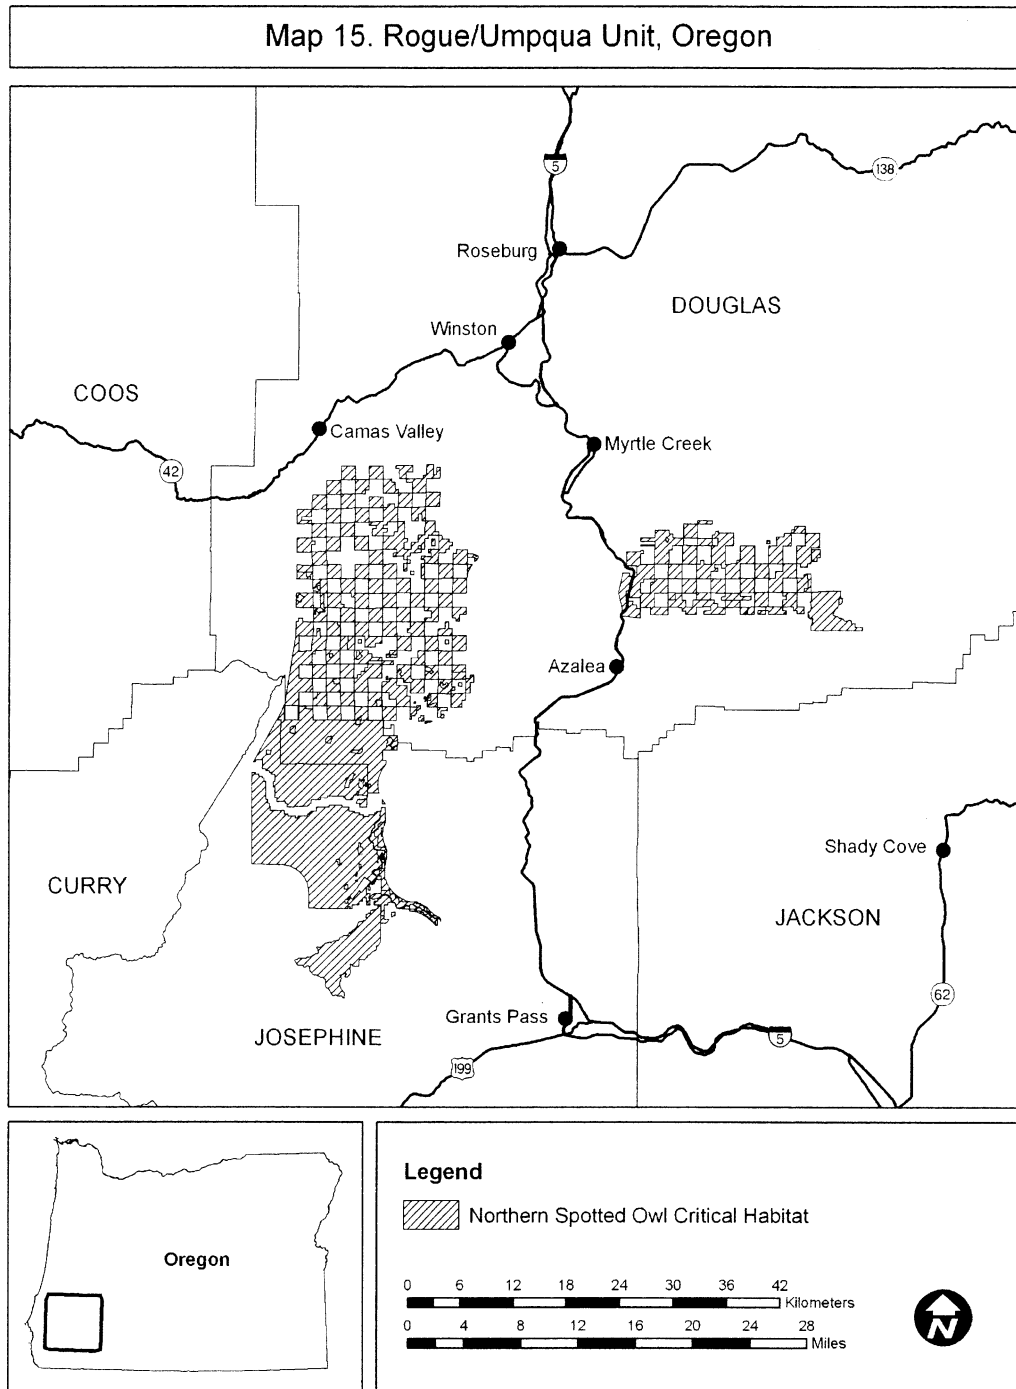 Map 15. Rogue/Umpqua Unit, Oregon
5
138
Roseburg
DOUGLAS
Winston
COOS
Camas Valley
Myrtle Creek
42
Azalea
Shady Cove
CURRY
JACKSON
62
Grants Pass
JOSEPHINE
5
199
Oregon
Legend
Northern Spotted Owl Critical Habitat
0 6 12 18 24 30 36 42
Kilometers
0 4 8 12 16 20 24 28
Miles
N